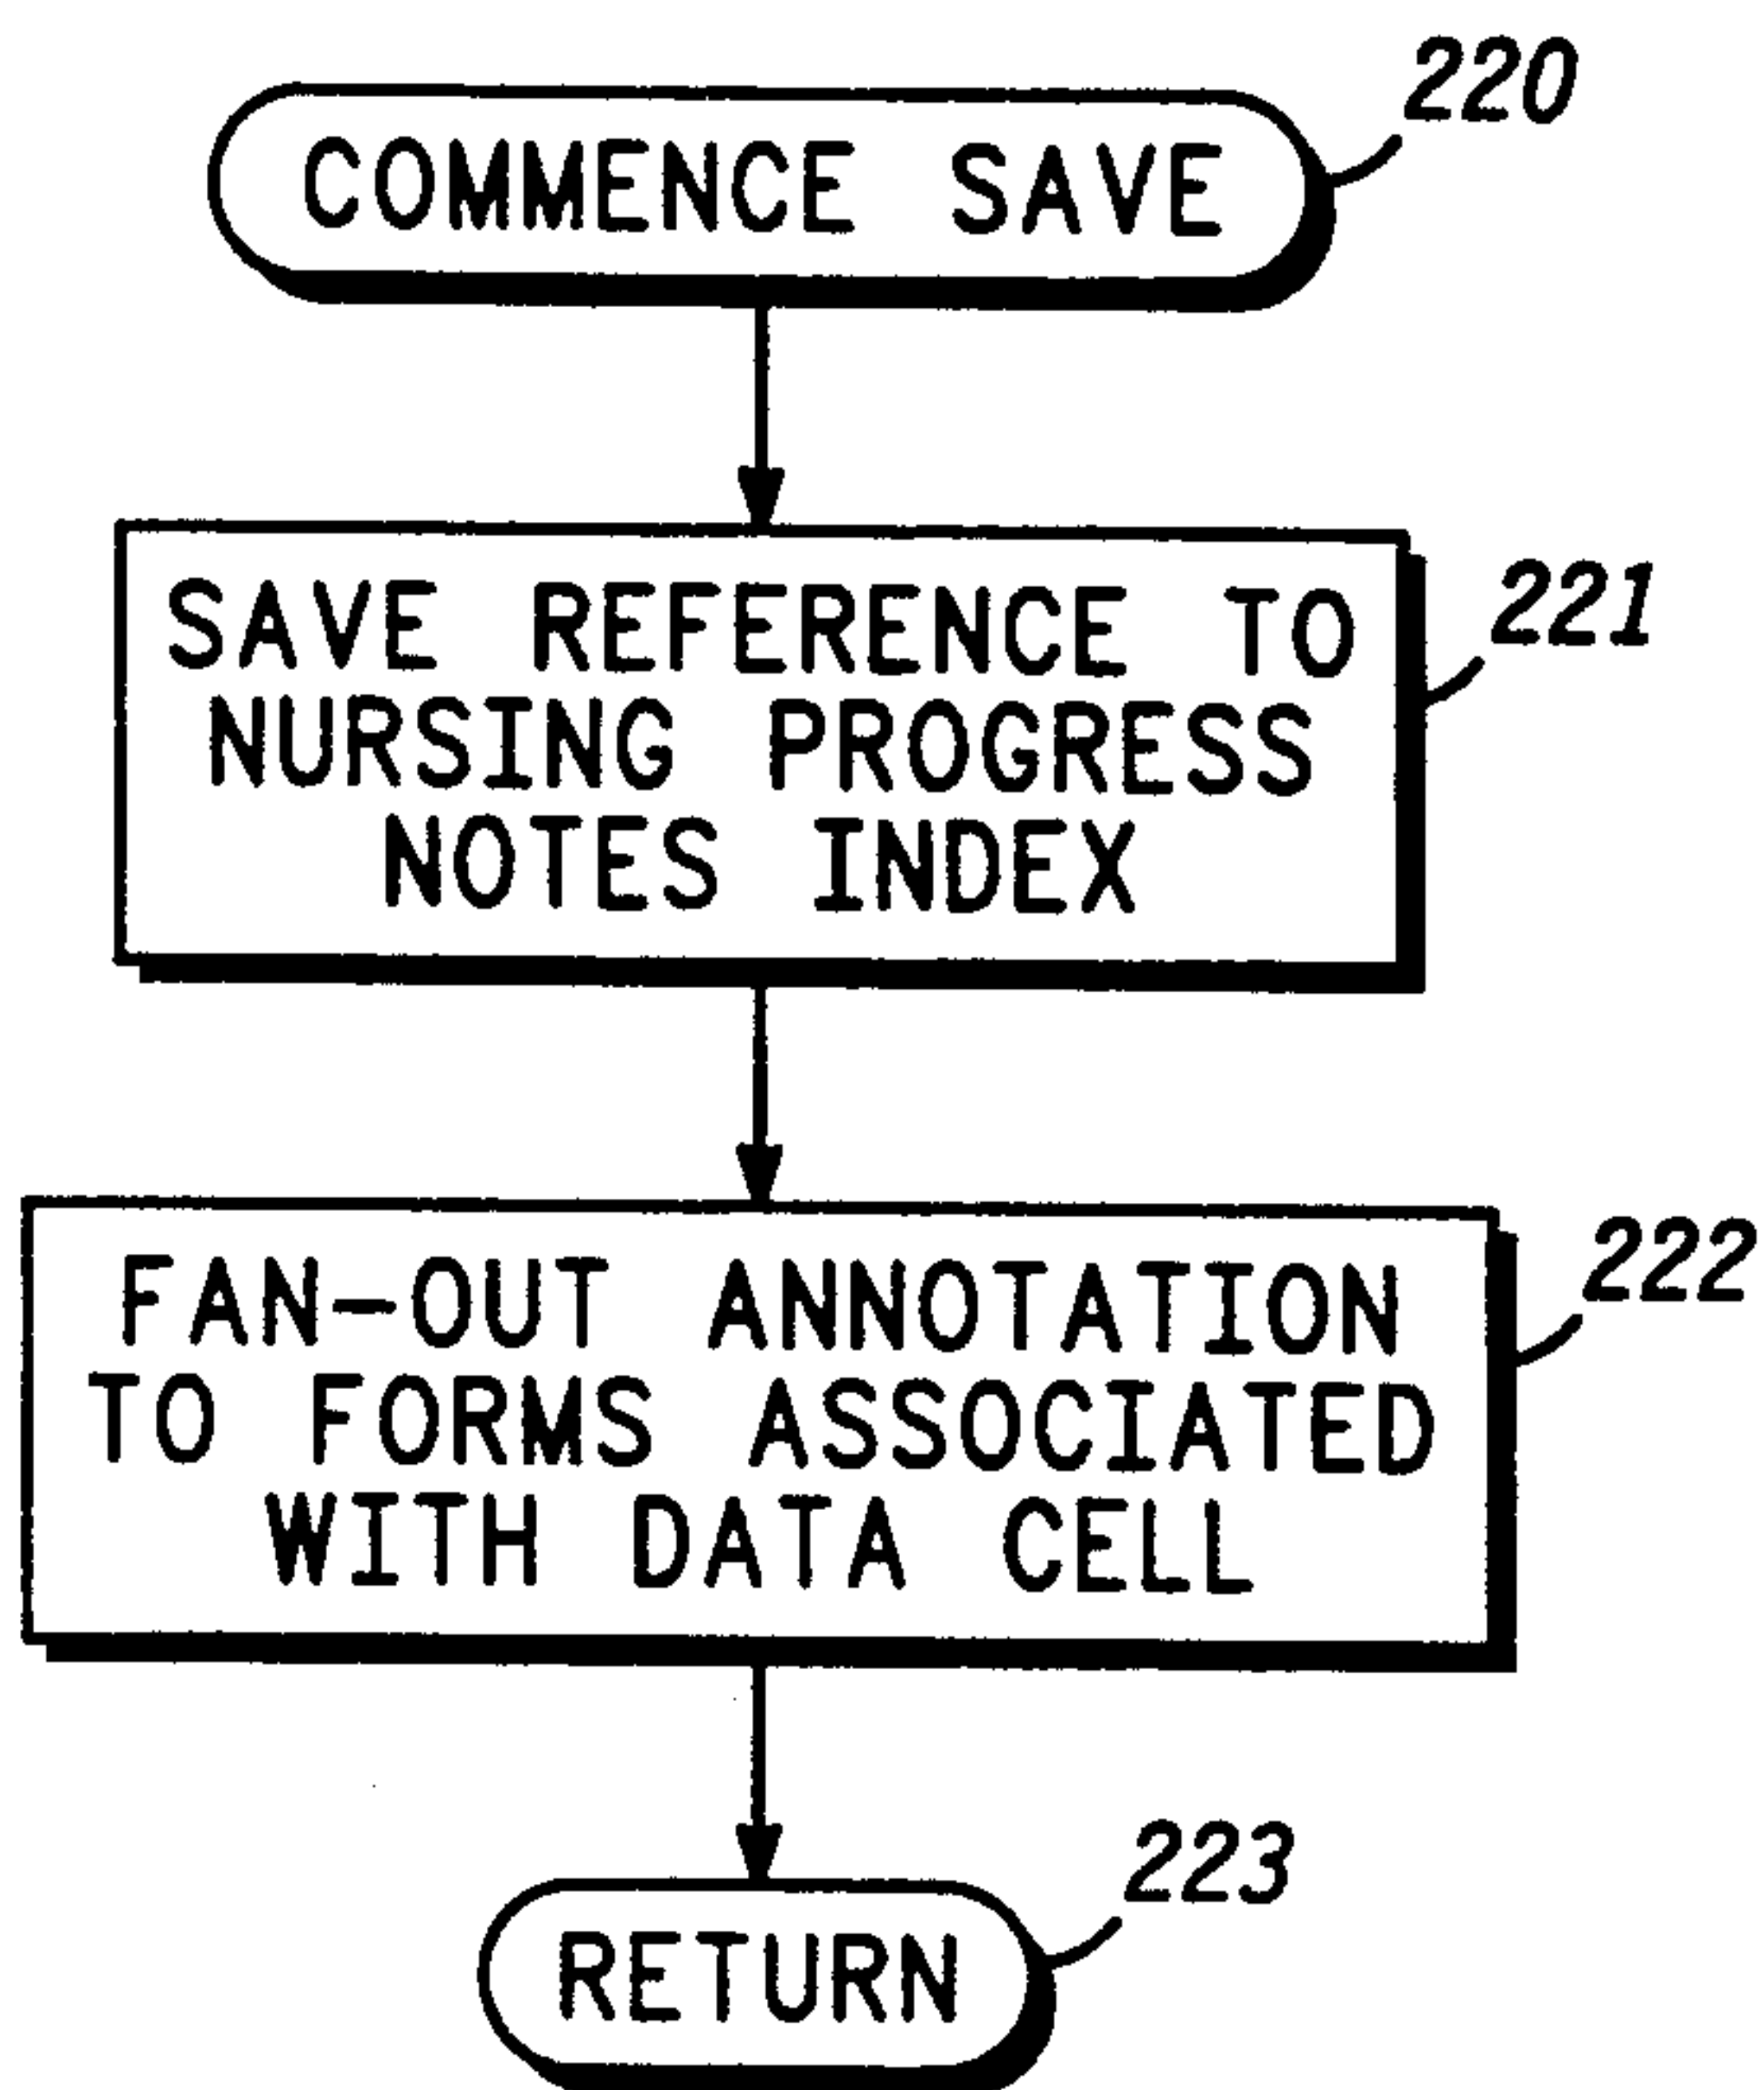 220
COMMENCE SAVE
221
SAVE REFERENCE TO
NURSING PROGRESS
NOTES INDEX
222
FAN-OUT ANNOTATION
TO FORMS ASSOCIATED
WITH DATA CELL
223
RETURN